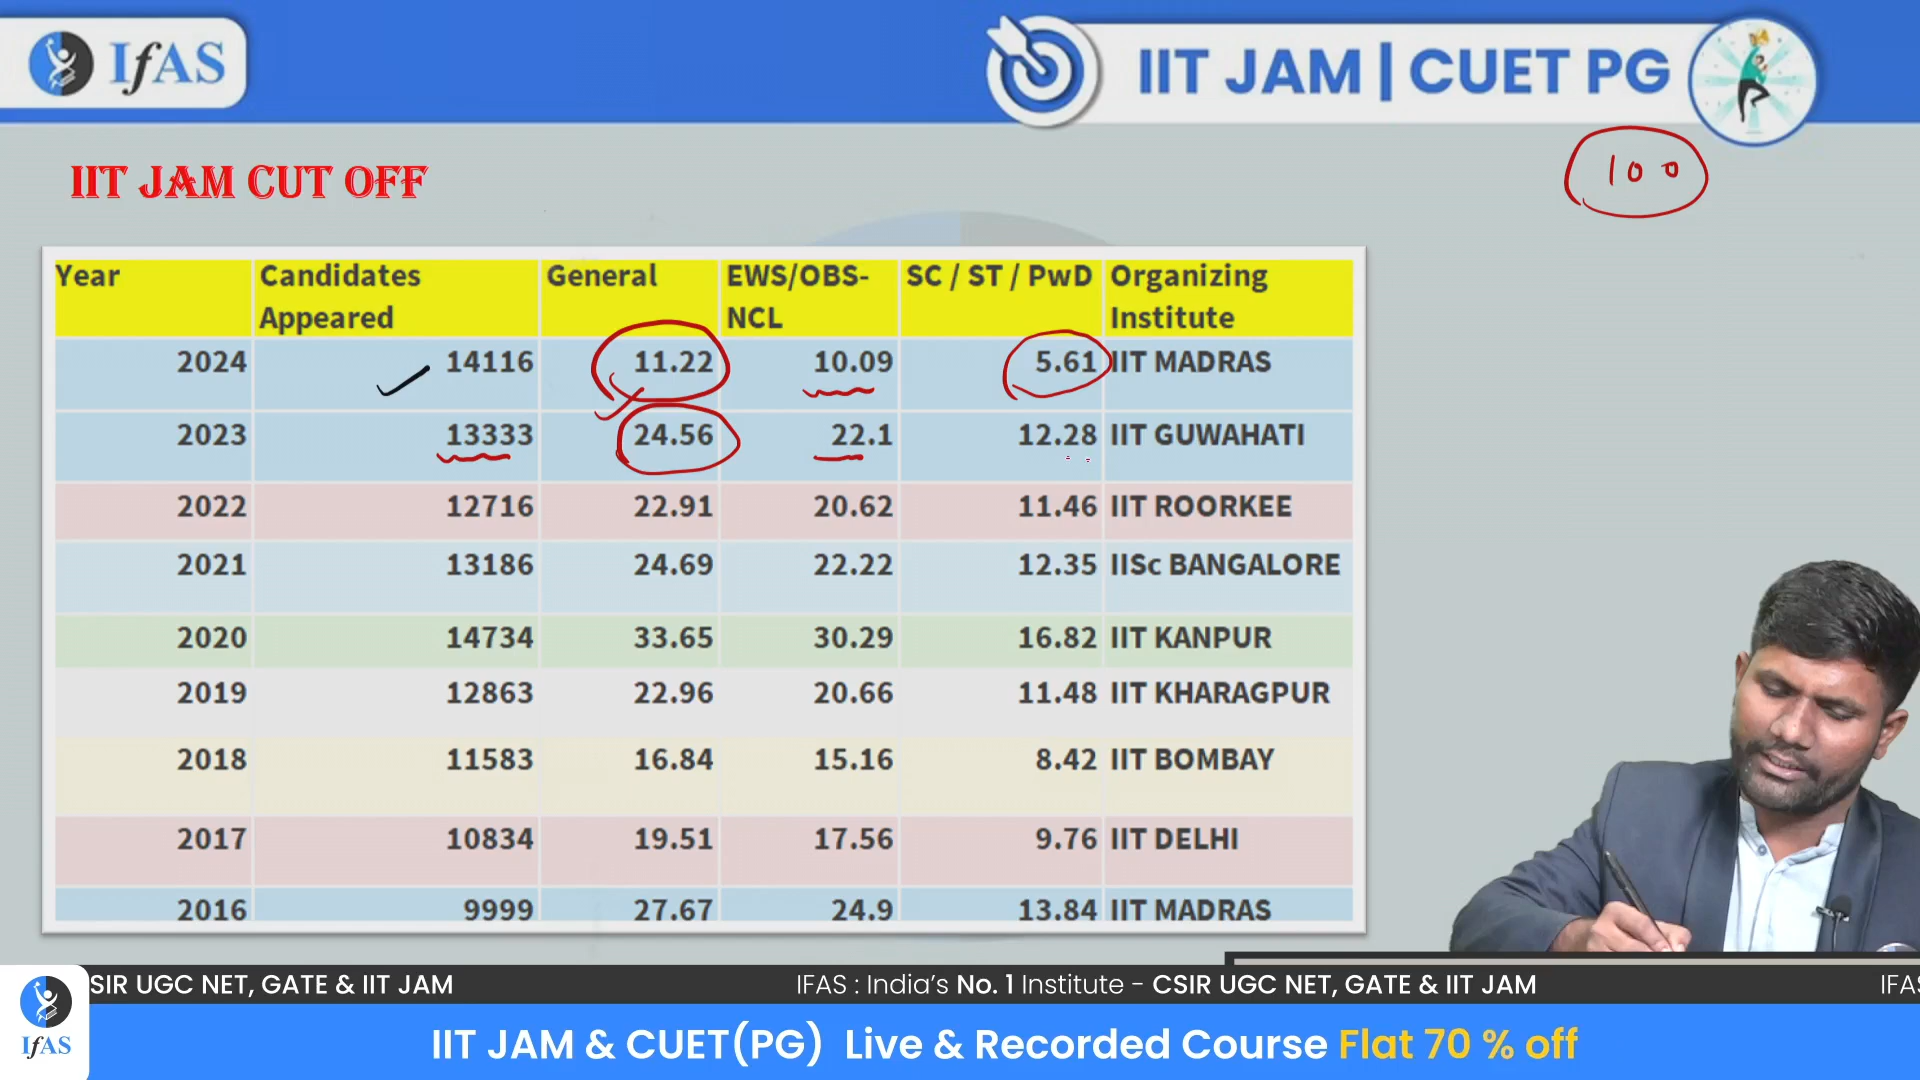 IfAS
IIT JAM | CUET PG
IIT JAM CUT OFF
100
Year Candidates Appeared General EWS/OBS-NCL SC / ST / PwD Organizing Institute
2024 14116 11.22 10.09 5.61 IIT MADRAS
2023 13333 24.56 22.1 12.28 IIT GUWAHATI
2022 12716 22.91 20.62 11.46 IIT ROORKEE
2021 13186 24.69 22.22 12.35 IISc BANGALORE
2020 14734 33.65 30.29 16.82 IIT KANPUR
2019 12863 22.96 20.66 11.48 IIT KHARAGPUR
2018 11583 16.84 15.16 8.42 IIT BOMBAY
2017 10834 19.51 17.56 9.76 IIT DELHI
2016 9999 27.67 24.9 13.84 IIT MADRAS
SIR UGC NET, GATE & IIT JAM IFAS : India's No. 1 Institute - CSIR UGC NET, GATE & IIT JAM IFAS
IfAS
IIT JAM & CUET(PG) Live & Recorded Course Flat 70 % off